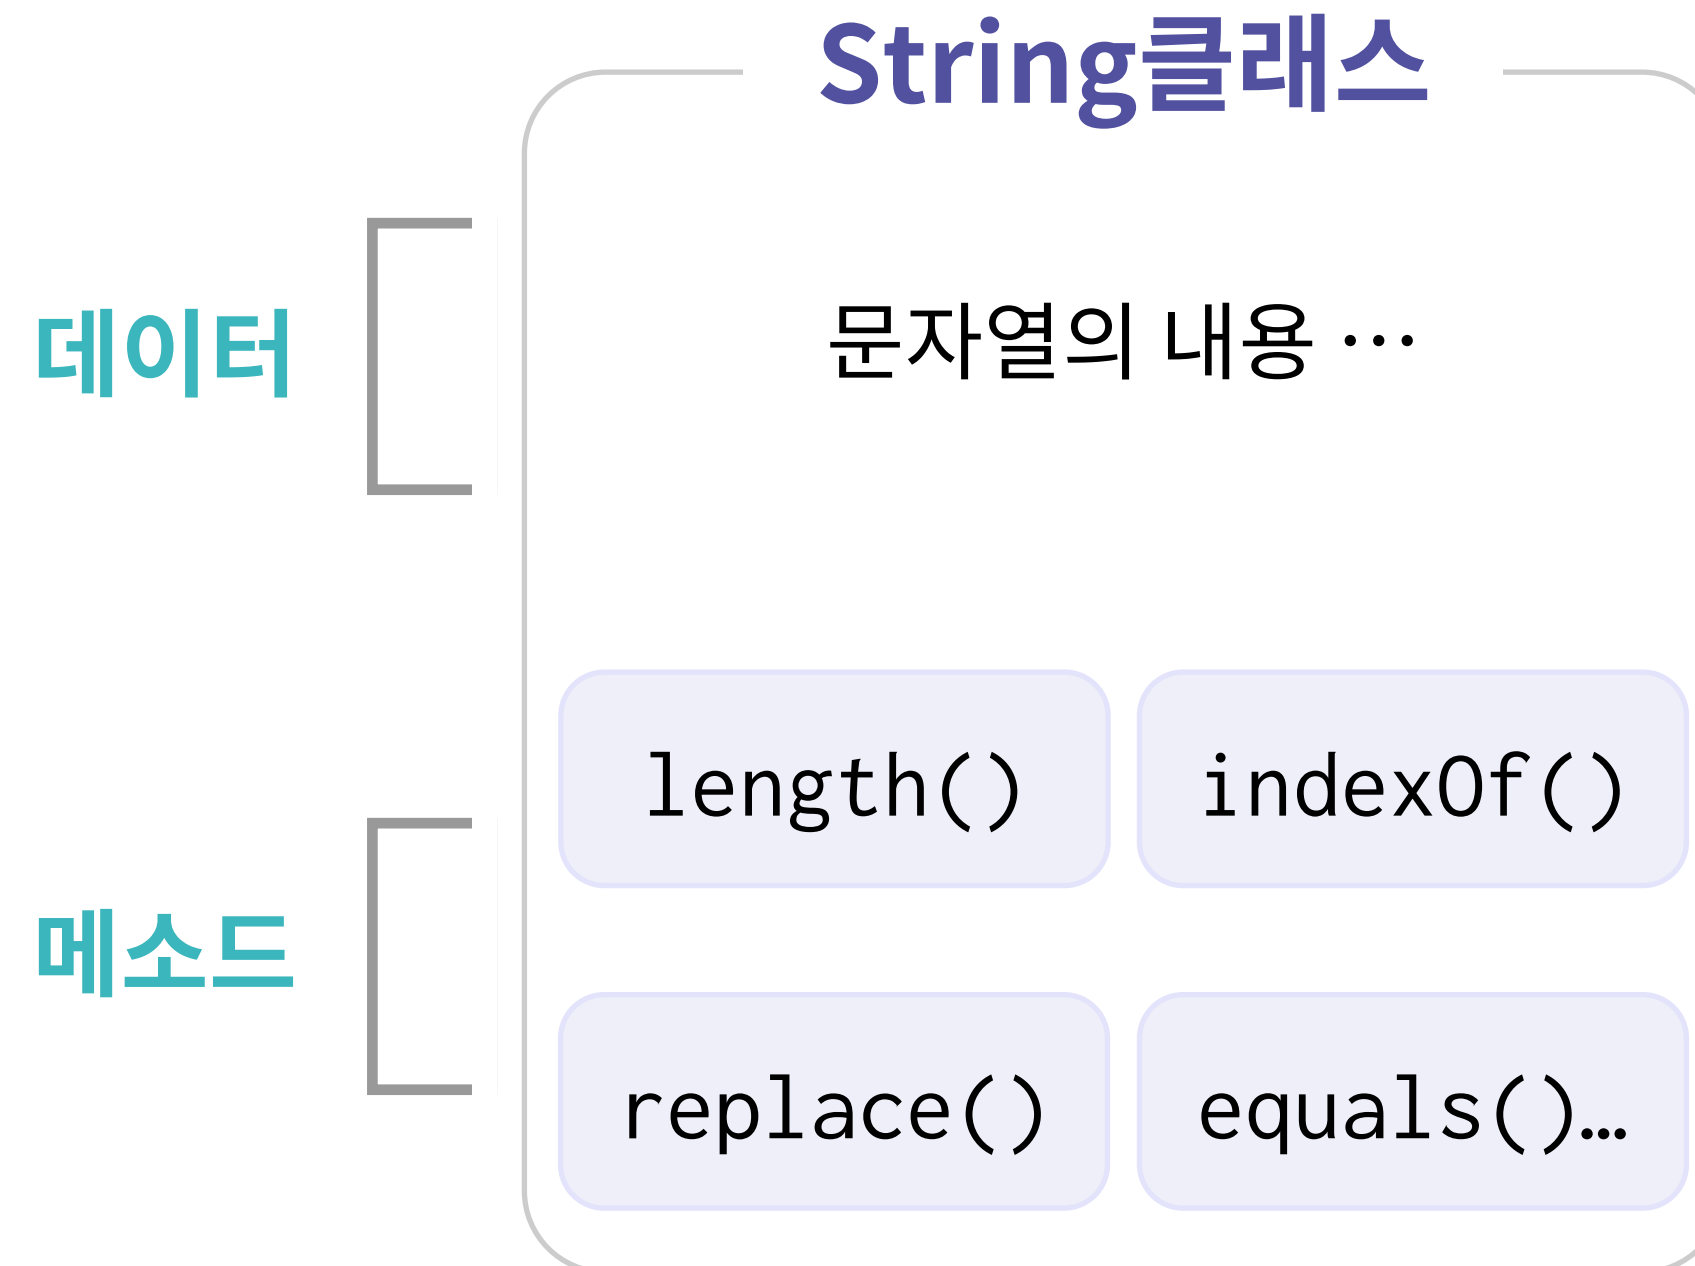 String클래스
데이터
문자열의 내용 …
length() indexOf()
메소드
replace() equals()…